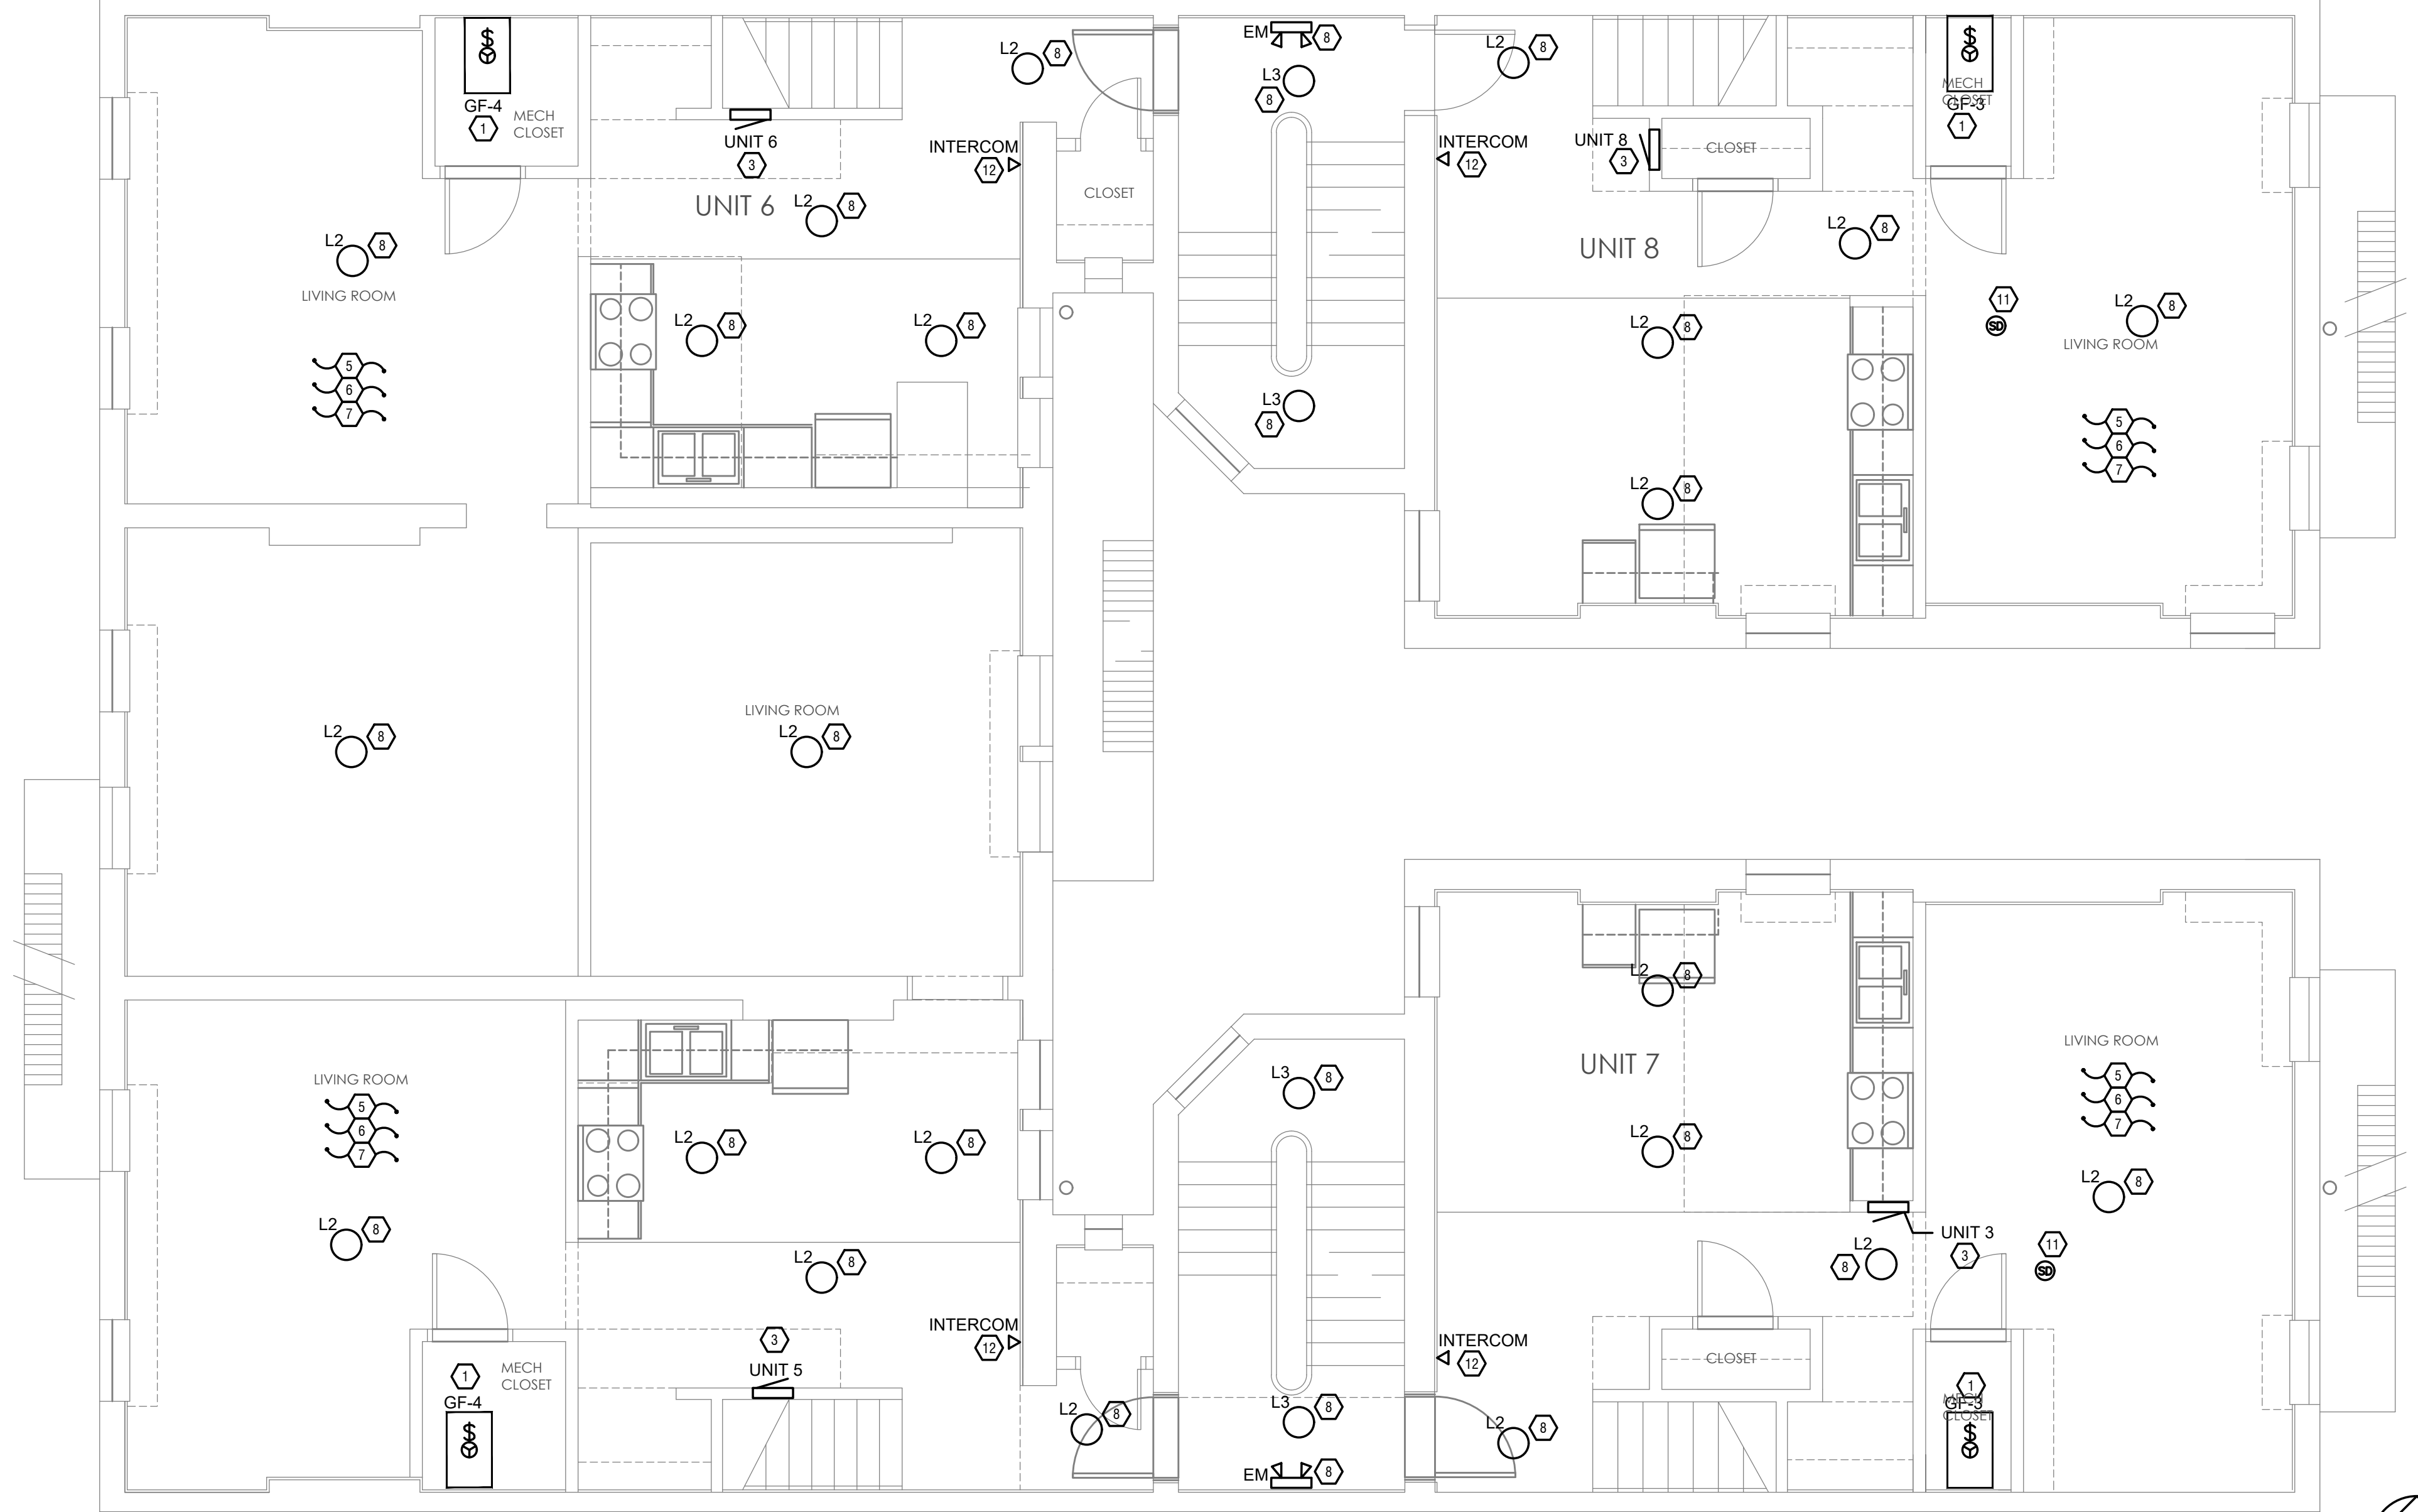 EM
8
L2
8
L2
8
L3
8
GF-4
1
MECH
CLOSET
UNIT 6
3
INTERCOM
12
INTERCOM
12
UNIT 8
3
CLOSET
MECH
CLOSET
GF-3
1
CLOSET
UNIT 6
L2
8
L2
8
LIVING ROOM
UNIT 8
L2
8
L2
8
L2
8
L2
8
11
SD
L2
8
LIVING ROOM
5
6
7
L3
8
5
6
7
L2
8
LIVING ROOM
L2
8
L2
8
L2
8
LIVING ROOM
5
6
7
L2
8
L2
8
L2
8
L3
8
UNIT 7
L2
8
LIVING ROOM
5
6
7
L2
8
L2
8
UNIT 3
3
L2
8
11
SD
L2
8
INTERCOM
12
INTERCOM
12
3
UNIT 5
1
MECH
CLOSET
GF-4
CLOSET
1
MECH
CLOSET
GF-3
L2
8
L3
8
L2
8
EM
8